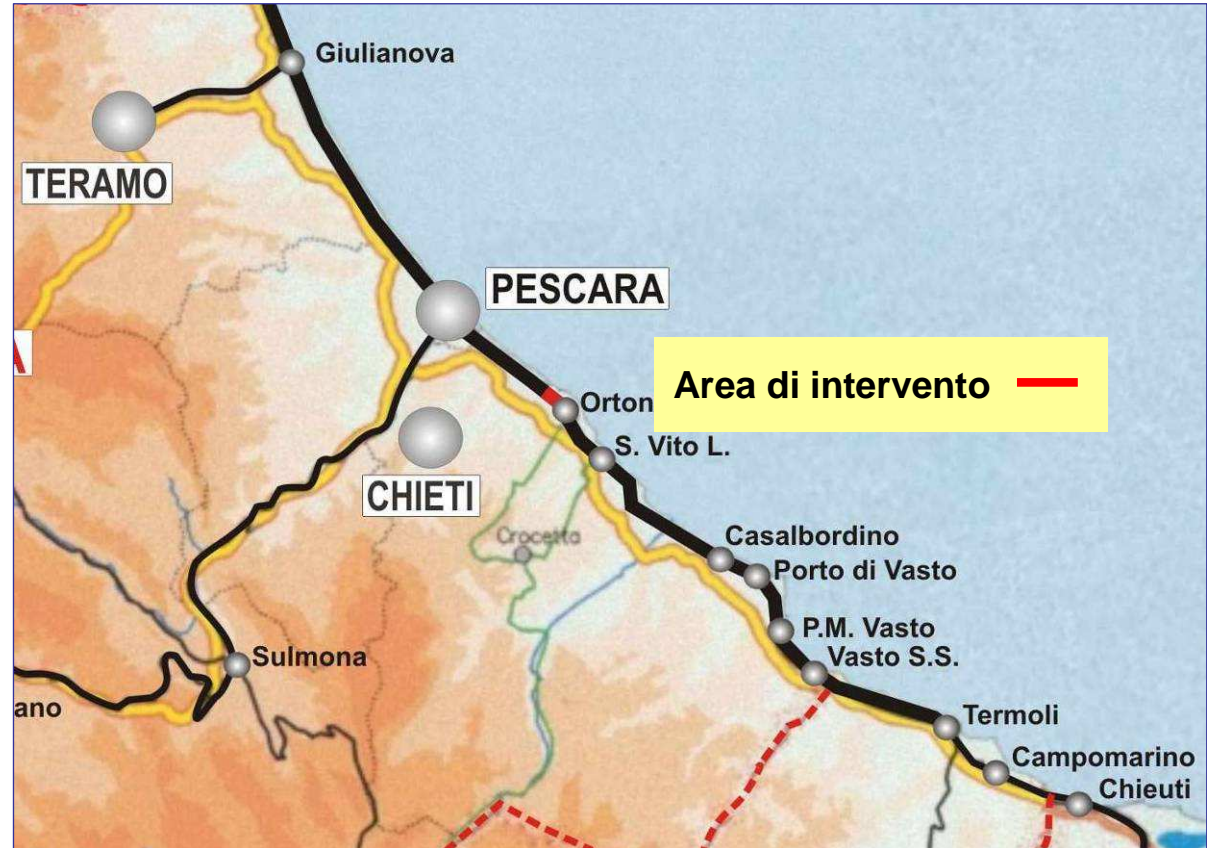 Giulianova
TERAMO
PESCARA
Area di intervento
Orton
S. Vito L.
CHIETI
Crocetta
Casalbordino
Porto di Vasto
P.M. Vasto
Vasto S.S.
Sulmona
ano
Termoli
Campomarino
Chieuti